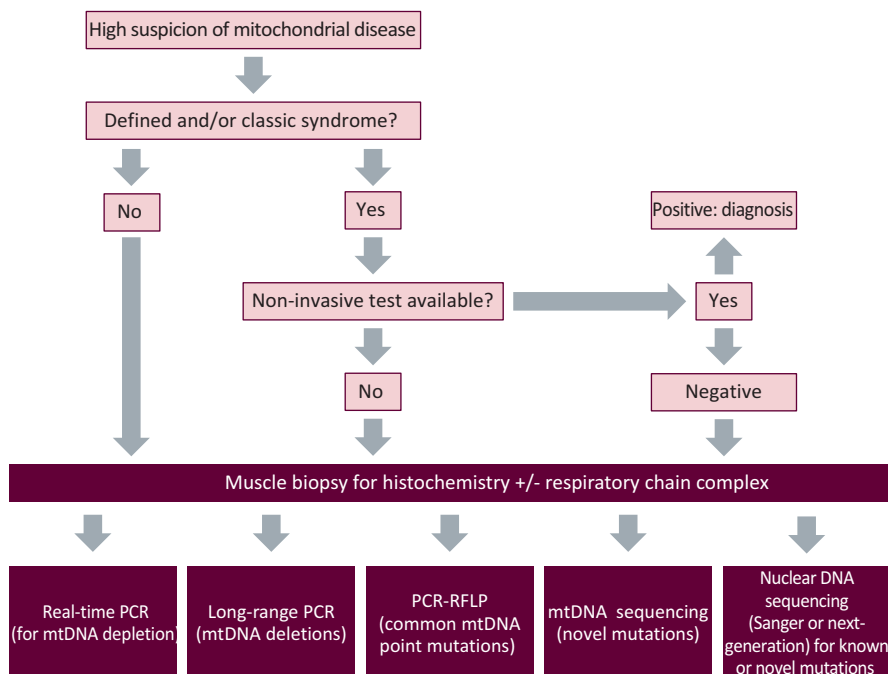 High suspicion of mitochondrial disease
Defined and/or classic syndrome?
No
Yes
Positive: diagnosis
Non-invasive test available?
Yes
No
Negative
Muscle biopsy for histochemistry +/- respiratory chain complex
Real-time PCR
(for mtDNA depletion)
Long-range PCR
(mtDNA deletions)
PCR-RFLP
(common mtDNA
point mutations)
mtDNA sequencing
(novel mutations)
Nuclear DNA
sequencing
(Sanger or next-
generation) for known
or novel mutations